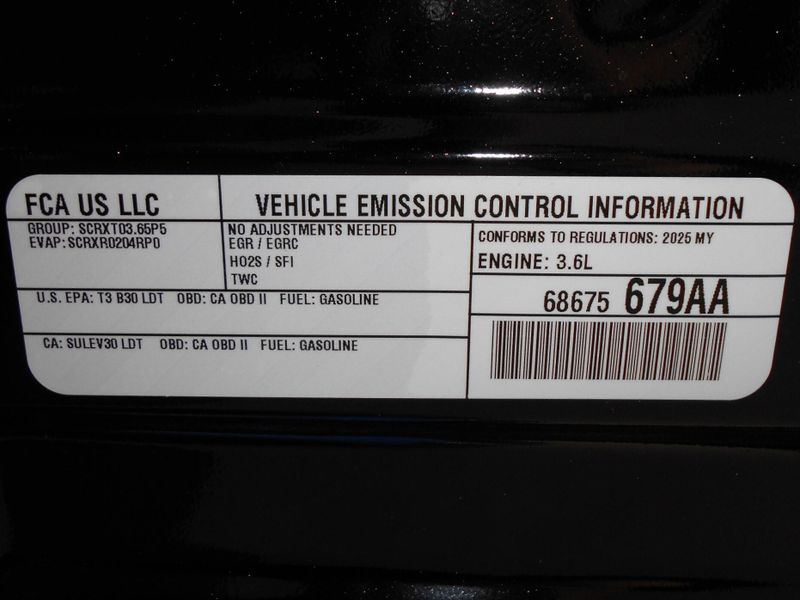 FCA US LLC
VEHICLE EMISSION CONTROL INFORMATION
GROUP: SCRXT03.65P5
EVAP: SCRXR0204RP0
NO ADJUSTMENTS NEEDED
EGR / EGRC
HO2S / SFI
TWC
CONFORMS TO REGULATIONS: 2025 MY
ENGINE: 3.6L
U.S. EPA: T3 B30 LDT OBD: CA OBD II FUEL: GASOLINE
68675 679AA
CA: SULEV30 LDT OBD: CA OBD II FUEL: GASOLINE